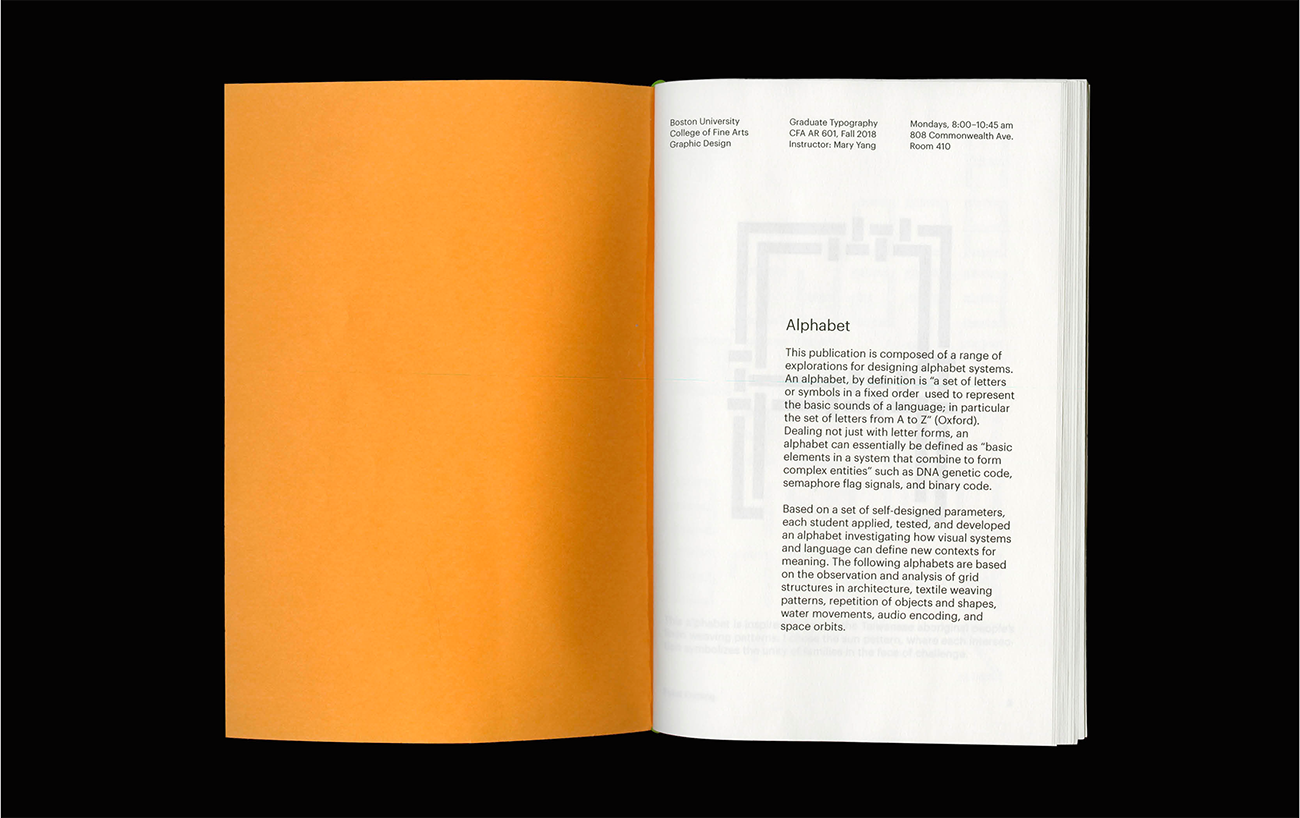 Boston University
College of Fine Arts
Graphic Design
Graduate Typography
CFA AR 601, Fall 2018
Instructor: Mary Yang
Mondays, 8:00–10:45 am
808 Commonwealth Ave.
Room 410
Alphabet
This publication is composed of a range of
explorations for designing alphabet systems.
An alphabet, by definition is “a set of letters
or symbols in a fixed order  used to represent
the basic sounds of a language; in particular
the set of letters from A to Z” (Oxford).
Dealing not just with letter forms, an
alphabet can essentially be defined as “basic
elements in a system that combine to form
complex entities” such as DNA genetic code,
semaphore flag signals, and binary code.
Based on a set of self-designed parameters,
each student applied, tested, and developed
an alphabet investigating how visual systems
and language can define new contexts for
meaning. The following alphabets are based
on the observation and analysis of grid
structures in architecture, textile weaving
patterns, repetition of objects and shapes,
water movements, audio encoding, and
space orbits.